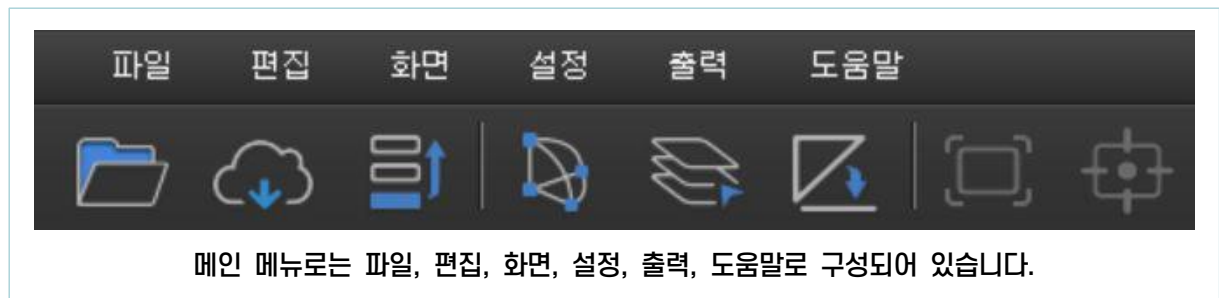 파일 편집 화면 설정 출력 도움말
메인 메뉴로는 파일, 편집, 화면, 설정, 출력, 도움말로 구성되어 있습니다.